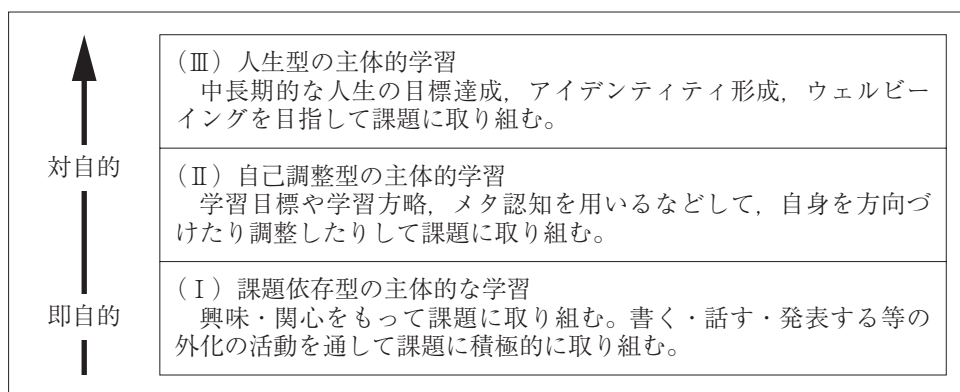 (Ⅲ) 人生型の主体的学習
中長期的な人生の目標達成，アイデンティティ形成，ウェルビー
イングを目指して課題に取り組む。
対自的
(Ⅱ) 自己調整型の主体的学習
学習目標や学習方略，メタ認知を用いるなどして，自身を方向づ
けたり調整したりして課題に取り組む。
(Ⅰ) 課題依存型の主体的な学習
興味・関心をもって課題に取り組む。書く・話す・発表する等の
外化の活動を通して課題に積極的に取り組む。
即自的